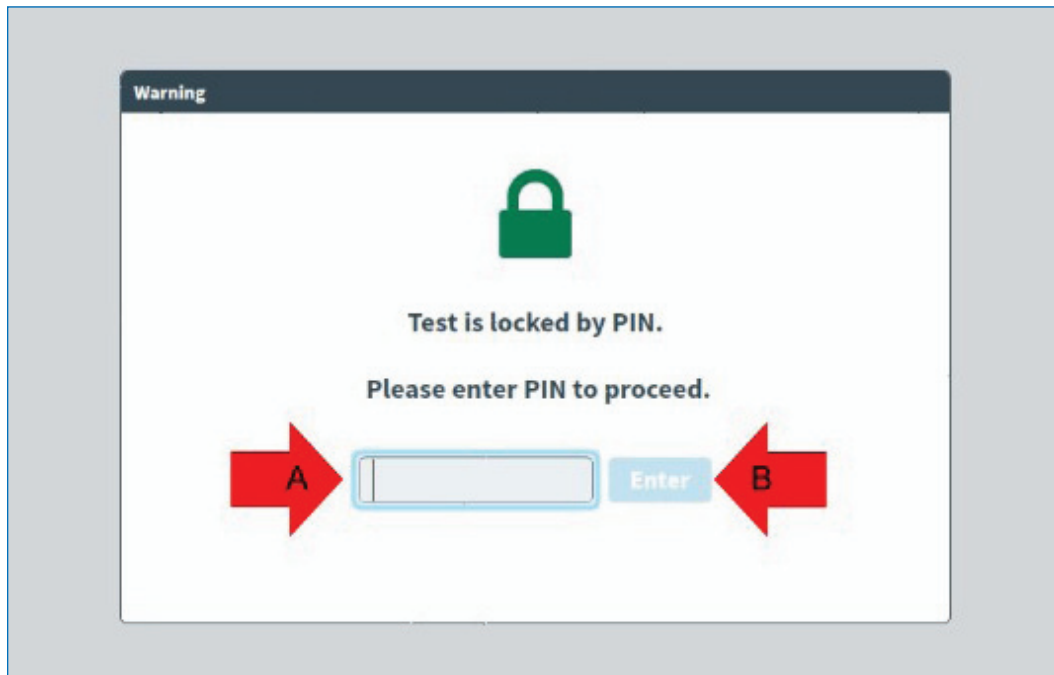 Warning
Test is locked by PIN.
Please enter PIN to proceed.
A Enter B